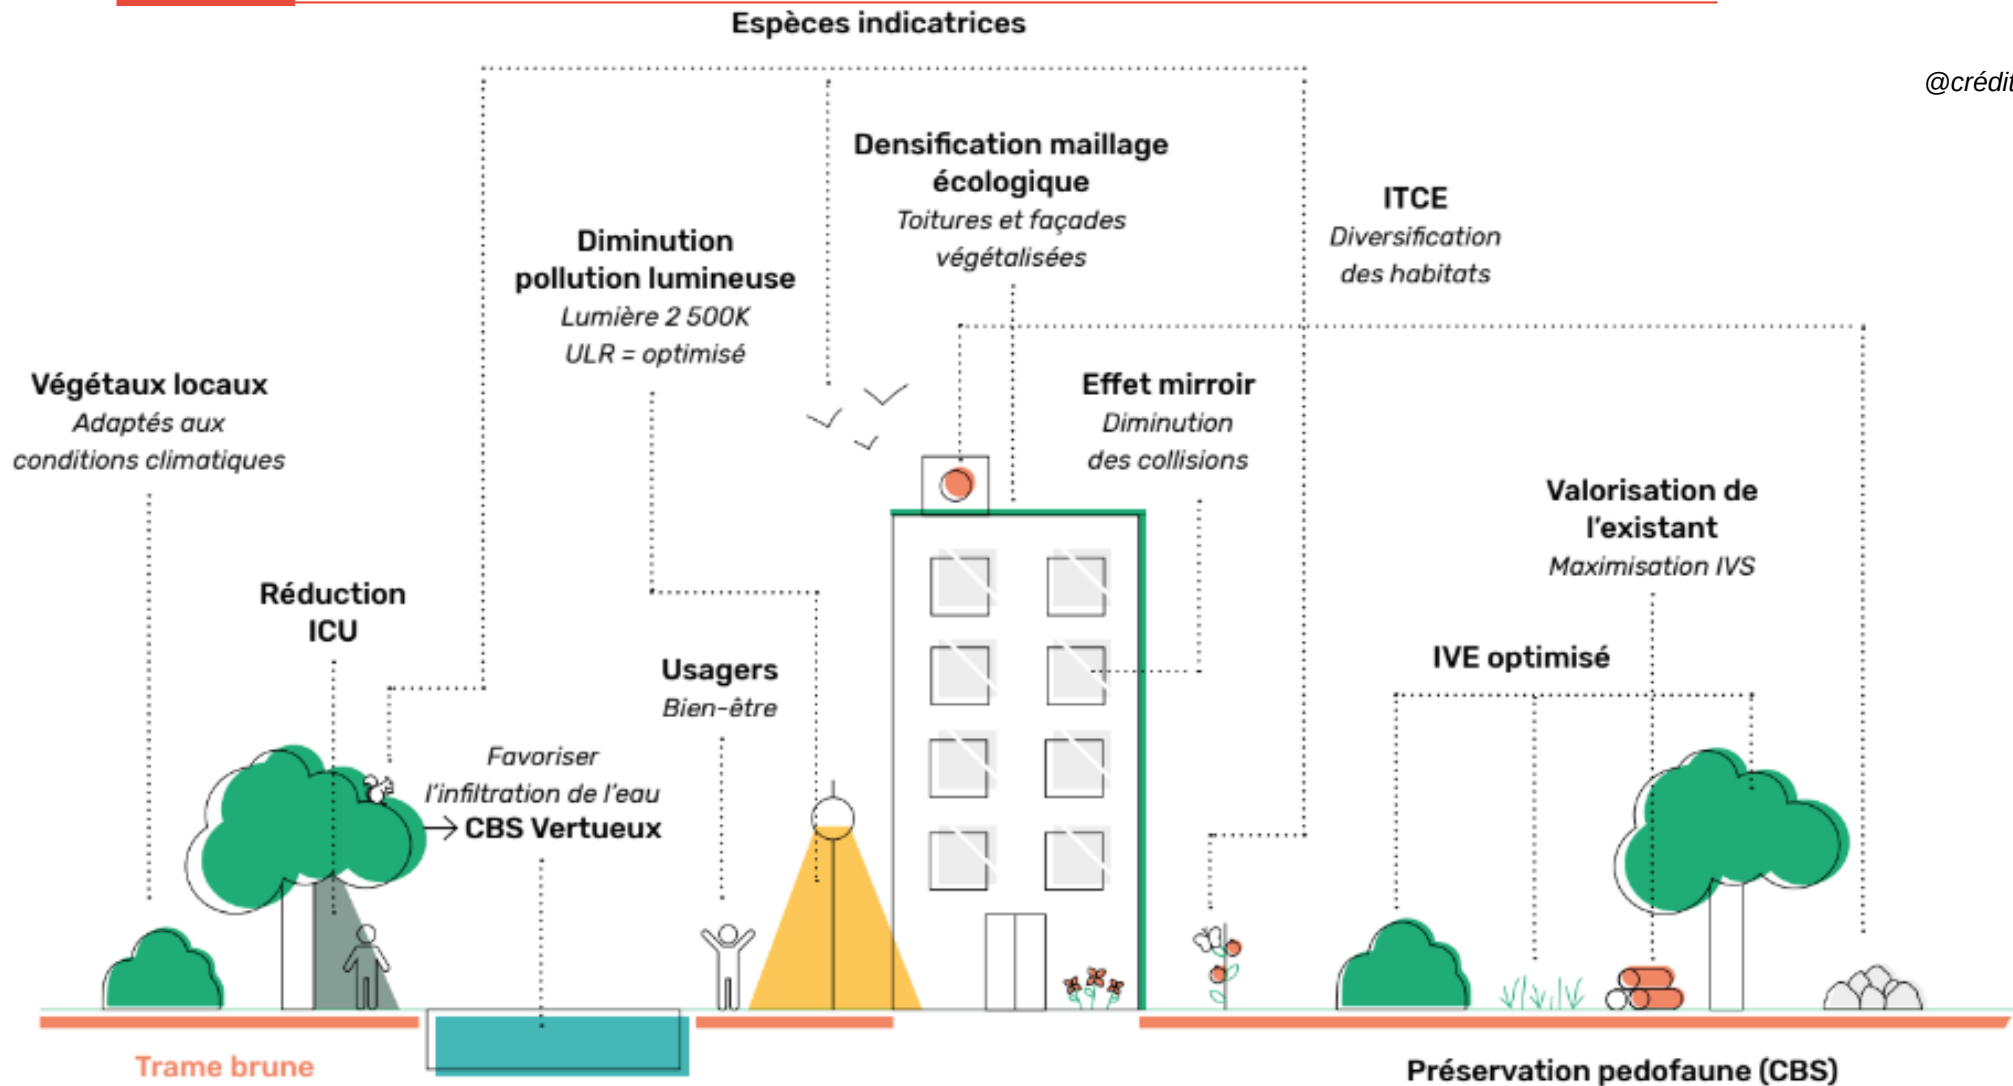 Espèces indicatrices
@crédit
Densification maillage
écologique
Toitures et façades
végétalisées
ITCE
Diversification
des habitats
Diminution
pollution lumineuse
Lumière 2 500K
ULR = optimisé
Végétaux locaux
Adaptés aux
conditions climatiques
Effet mirroir
Diminution
des collisions
Valorisation de
l'existant
Maximisation IVS
Réduction
ICU
IVE optimisé
Usagers
Bien-être
Favoriser
l'infiltration de l'eau
CBS Vertueux
Trame brune
Préservation pedofaune (CBS)